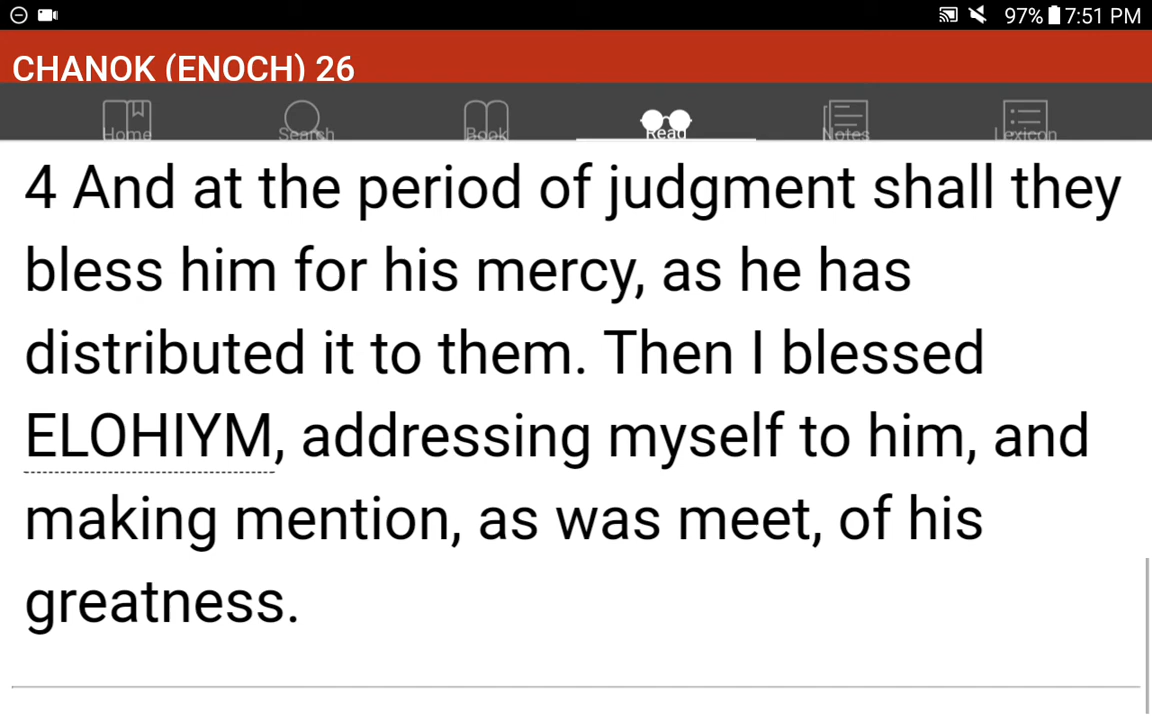 97% 7:51 PM
CHANOK (ENOCH) 26
Home Search Book Read Notes Lexicon
4 And at the period of judgment shall they
bless him for his mercy, as he has
distributed it to them. Then I blessed
ELOHIYM, addressing myself to him, and
making mention, as was meet, of his
greatness.